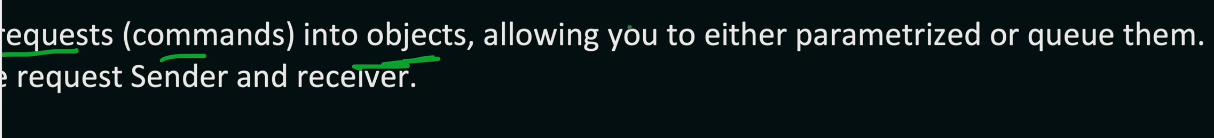 requests (commands) into objects, allowing you to either parametrized or queue them.
request Sender and receiver.